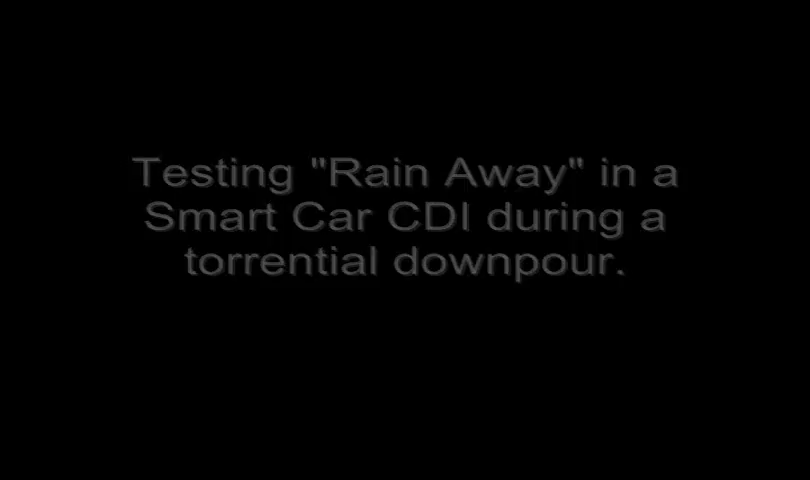 Testing "Rain Away" in a
Smart Car CDI during a
torrential downpour.